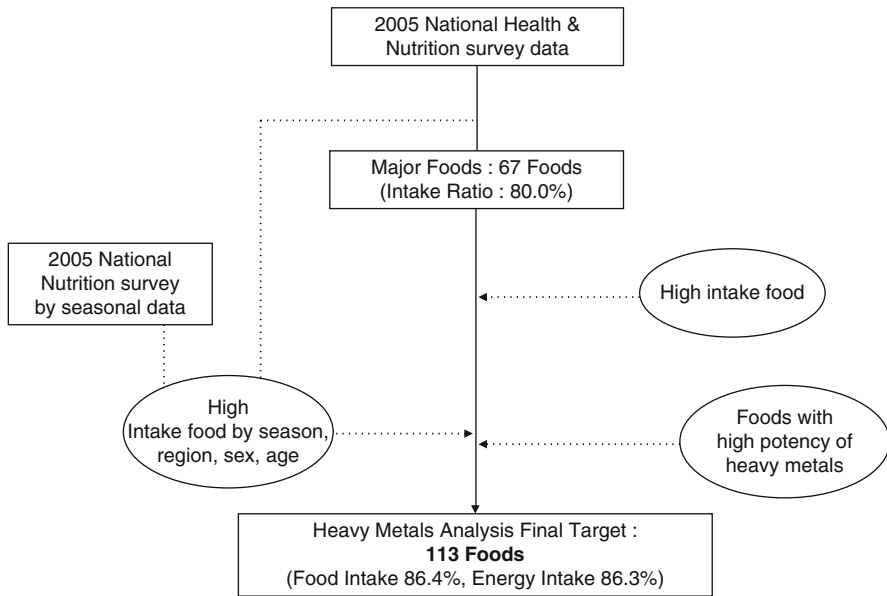 2005 National Health &
Nutrition survey data
Major Foods : 67 Foods
(Intake Ratio : 80.0%)
2005 National
Nutrition survey
by seasonal data
High intake food
High
Intake food by season,
region, sex, age
Foods with
high potency of
heavy metals
Heavy Metals Analysis Final Target :
113 Foods
(Food Intake 86.4%, Energy Intake 86.3%)